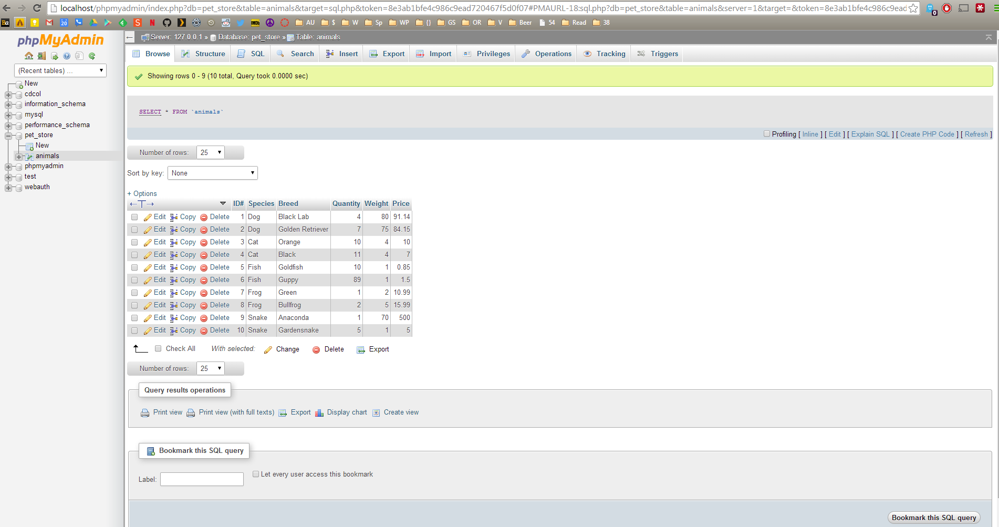 localhost/phpmyadmin/index.php?db=pet_store&table=animals&target=sql.php&token=8e3ab1bfe4c986c9ead720467f5d0f07#PMAURL-18:sql.php?db=pet_store&table=animals&server=1&target=&token=8e3ab1bfe4c986c9ead
0
Ba 20 S N IMDb AU $ W Sp WP {} GS OR V Beer 54 Read 38
phpMyAdmin
(Recent tables) ...
New
cdcol
information_schema
mysql
performance_schema
pet_store
New
animals
phpmyadmin
test
webauth
Server: 127.0.0.1 » Database: pet_store » Table: animals
Browse Structure SQL Search Insert Export Import Privileges Operations Tracking Triggers
Showing rows 0 - 9 (10 total, Query took 0.0000 sec)
SELECT * FROM `animals`
Profiling [ Inline ] [ Edit ] [ Explain SQL ] [ Create PHP Code ] [ Refresh ]
Number of rows: 25
Sort by key: None
+ Options
ID# Species Breed Quantity Weight Price
Edit Copy Delete 1 Dog Black Lab 4 80 91.14
Edit Copy Delete 2 Dog Golden Retriever 7 75 84.15
Edit Copy Delete 3 Cat Orange 10 4 10
Edit Copy Delete 4 Cat Black 11 4 7
Edit Copy Delete 5 Fish Goldfish 10 1 0.85
Edit Copy Delete 6 Fish Guppy 89 1 1.5
Edit Copy Delete 7 Frog Green 1 2 10.99
Edit Copy Delete 8 Frog Bullfrog 2 5 15.99
Edit Copy Delete 9 Snake Anaconda 1 70 500
Edit Copy Delete 10 Snake Gardensnake 5 1 5
Check All With selected: Change Delete Export
Number of rows: 25
Query results operations
Print view Print view (with full texts) Export Display chart Create view
Bookmark this SQL query
Label:
Let every user access this bookmark
Bookmark this SQL query